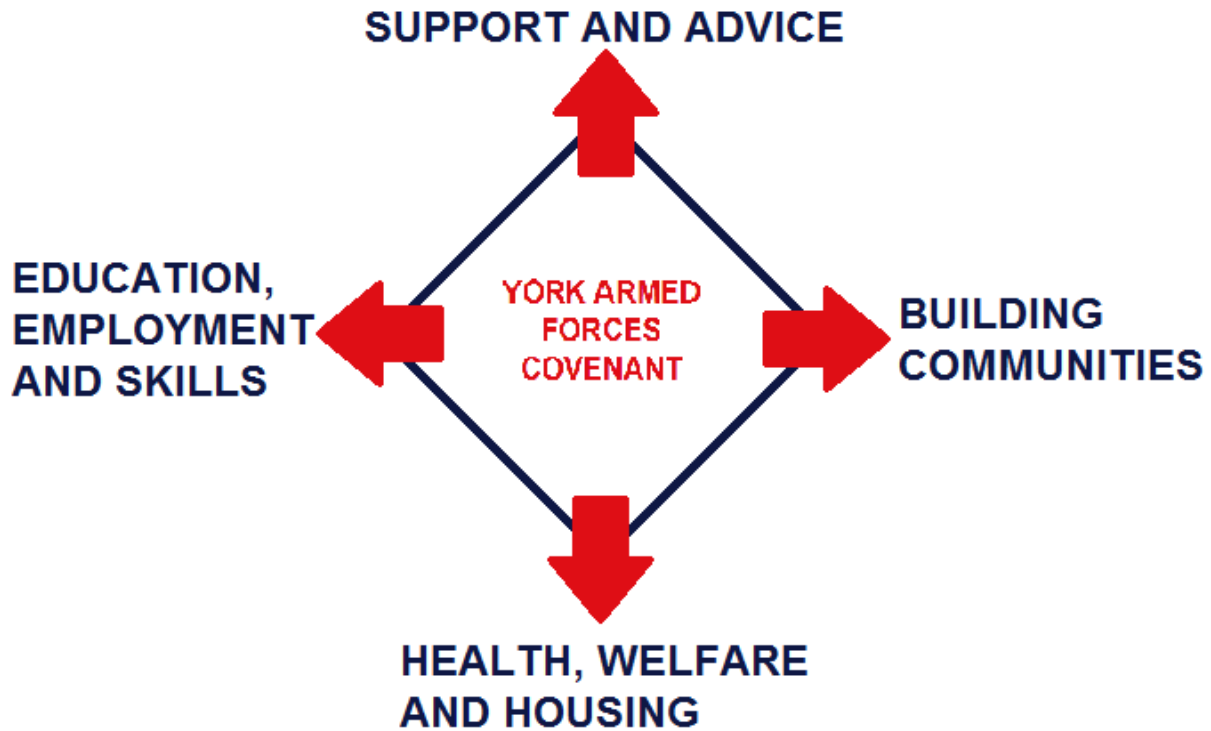 SUPPORT AND ADVICE
EDUCATION,
EMPLOYMENT
AND SKILLS
YORK ARMED
FORCES
COVENANT
BUILDING
COMMUNITIES
HEALTH, WELFARE
AND HOUSING